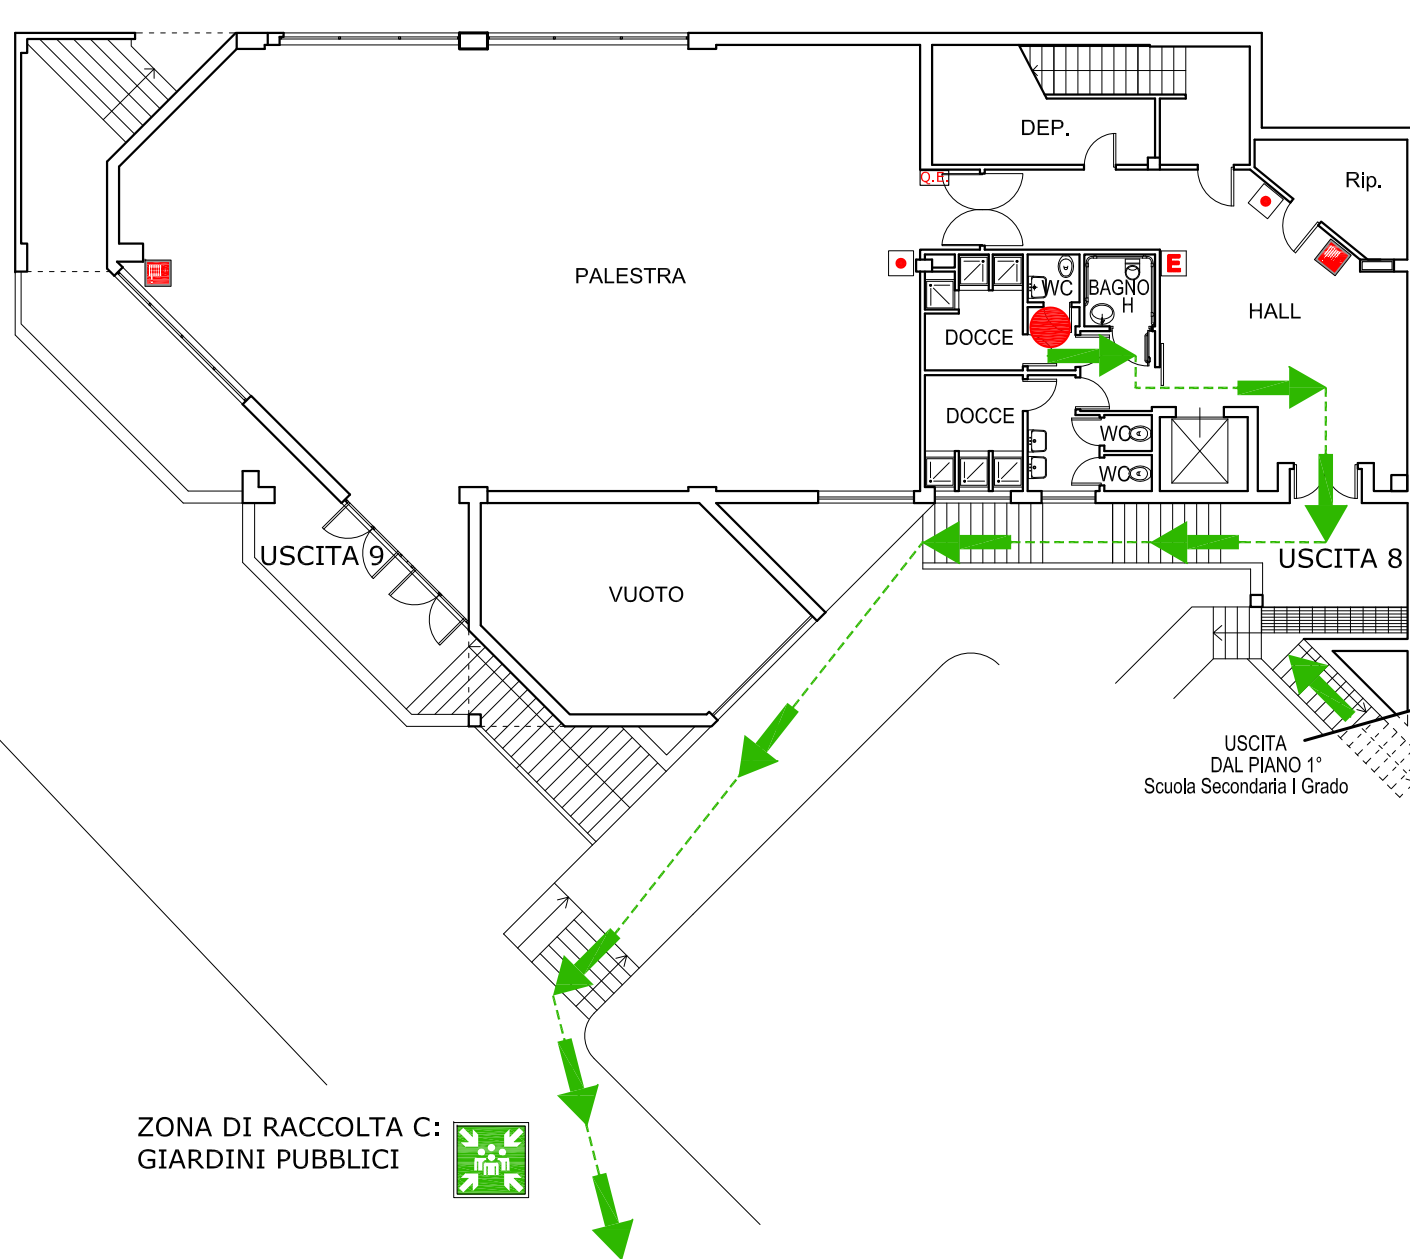 DEP.
Q.E.
Rip.
PALESTRA
WC
BAGNO
H
E
HALL
DOCCE
DOCCE
WC
WC
USCITA 9
USCITA 8
VUOTO
USCITA
DAL PIANO 1°
Scuola Secondaria I Grado
ZONA DI RACCOLTA C:
GIARDINI PUBBLICI